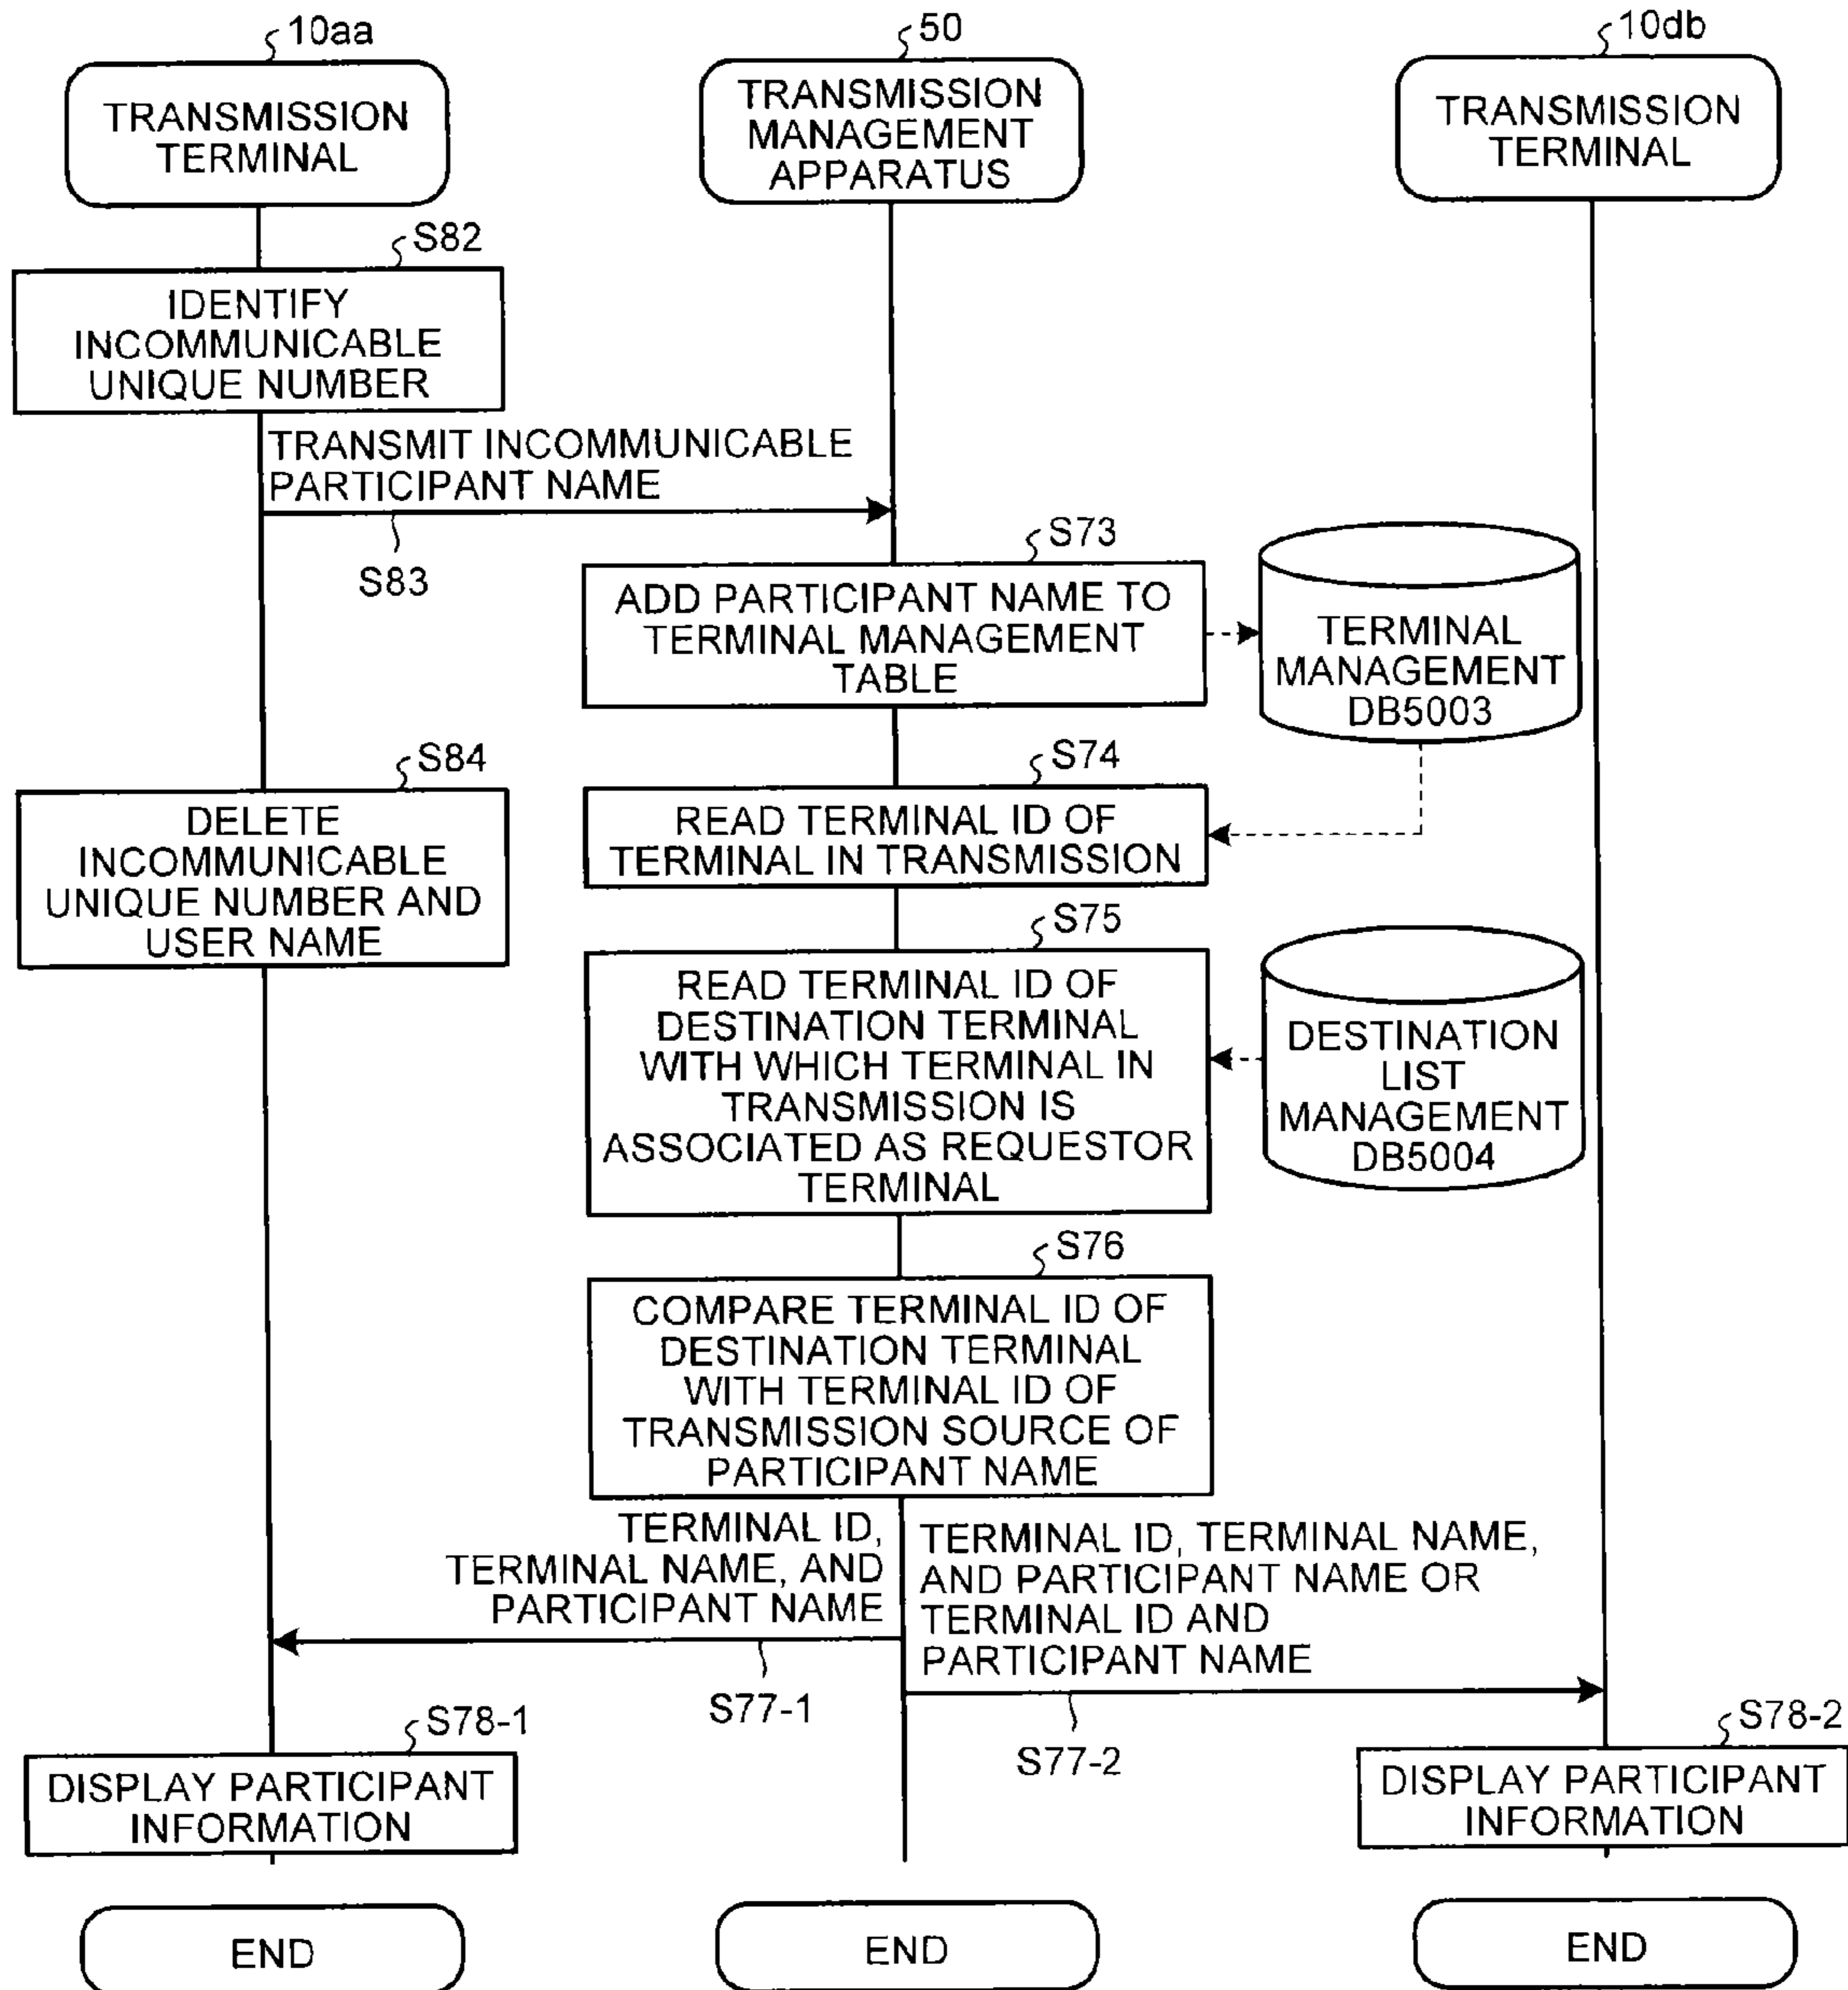 10aa
50
10db
TRANSMISSION
TERMINAL
TRANSMISSION
MANAGEMENT
APPARATUS
TRANSMISSION
TERMINAL
S82
IDENTIFY
INCOMMUNICABLE
UNIQUE NUMBER
TRANSMIT INCOMMUNICABLE
PARTICIPANT NAME
S83
S73
ADD PARTICIPANT NAME TO
TERMINAL MANAGEMENT
TABLE
TERMINAL
MANAGEMENT
DB5003
S84
DELETE
INCOMMUNICABLE
UNIQUE NUMBER AND
USER NAME
S74
READ TERMINAL ID OF
TERMINAL IN TRANSMISSION
S75
READ TERMINAL ID OF
DESTINATION TERMINAL
WITH WHICH TERMINAL IN
TRANSMISSION IS
ASSOCIATED AS REQUESTOR
TERMINAL
DESTINATION
LIST
MANAGEMENT
DB5004
S76
COMPARE TERMINAL ID OF
DESTINATION TERMINAL
WITH TERMINAL ID OF
TRANSMISSION SOURCE OF
PARTICIPANT NAME
TERMINAL ID,
TERMINAL NAME, AND
PARTICIPANT NAME
S77-1
TERMINAL ID, TERMINAL NAME,
AND PARTICIPANT NAME OR
TERMINAL ID AND
PARTICIPANT NAME
S77-2
S78-1
DISPLAY PARTICIPANT
INFORMATION
S78-2
DISPLAY PARTICIPANT
INFORMATION
END
END
END